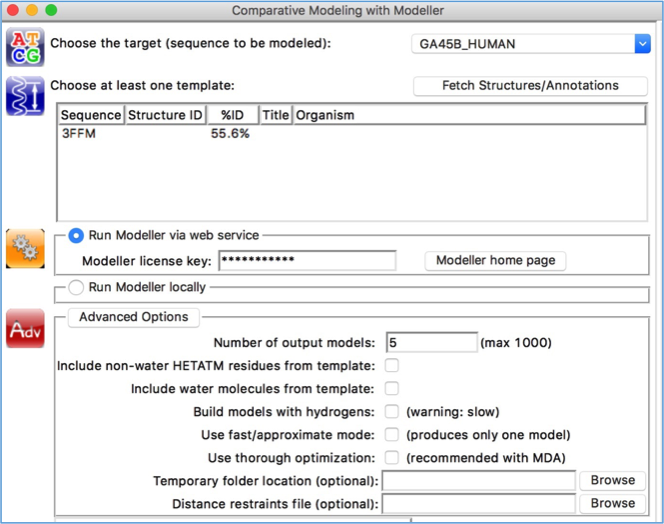 Comparative Modeling with Modeller
AT
CG
Choose the target (sequence to be modeled): GA45B_HUMAN
Choose at least one template: Fetch Structures/Annotations
Sequence Structure ID %ID Title Organism
3FFM 55.6%
Run Modeller via web service
Modeller license key: *********** Modeller home page
Run Modeller locally
Adv
Advanced Options
Number of output models: 5 (max 1000)
Include non-water HETATM residues from template:
Include water molecules from template:
Build models with hydrogens: (warning: slow)
Use fast/approximate mode: (produces only one model)
Use thorough optimization: (recommended with MDA)
Temporary folder location (optional): Browse
Distance restraints file (optional): Browse